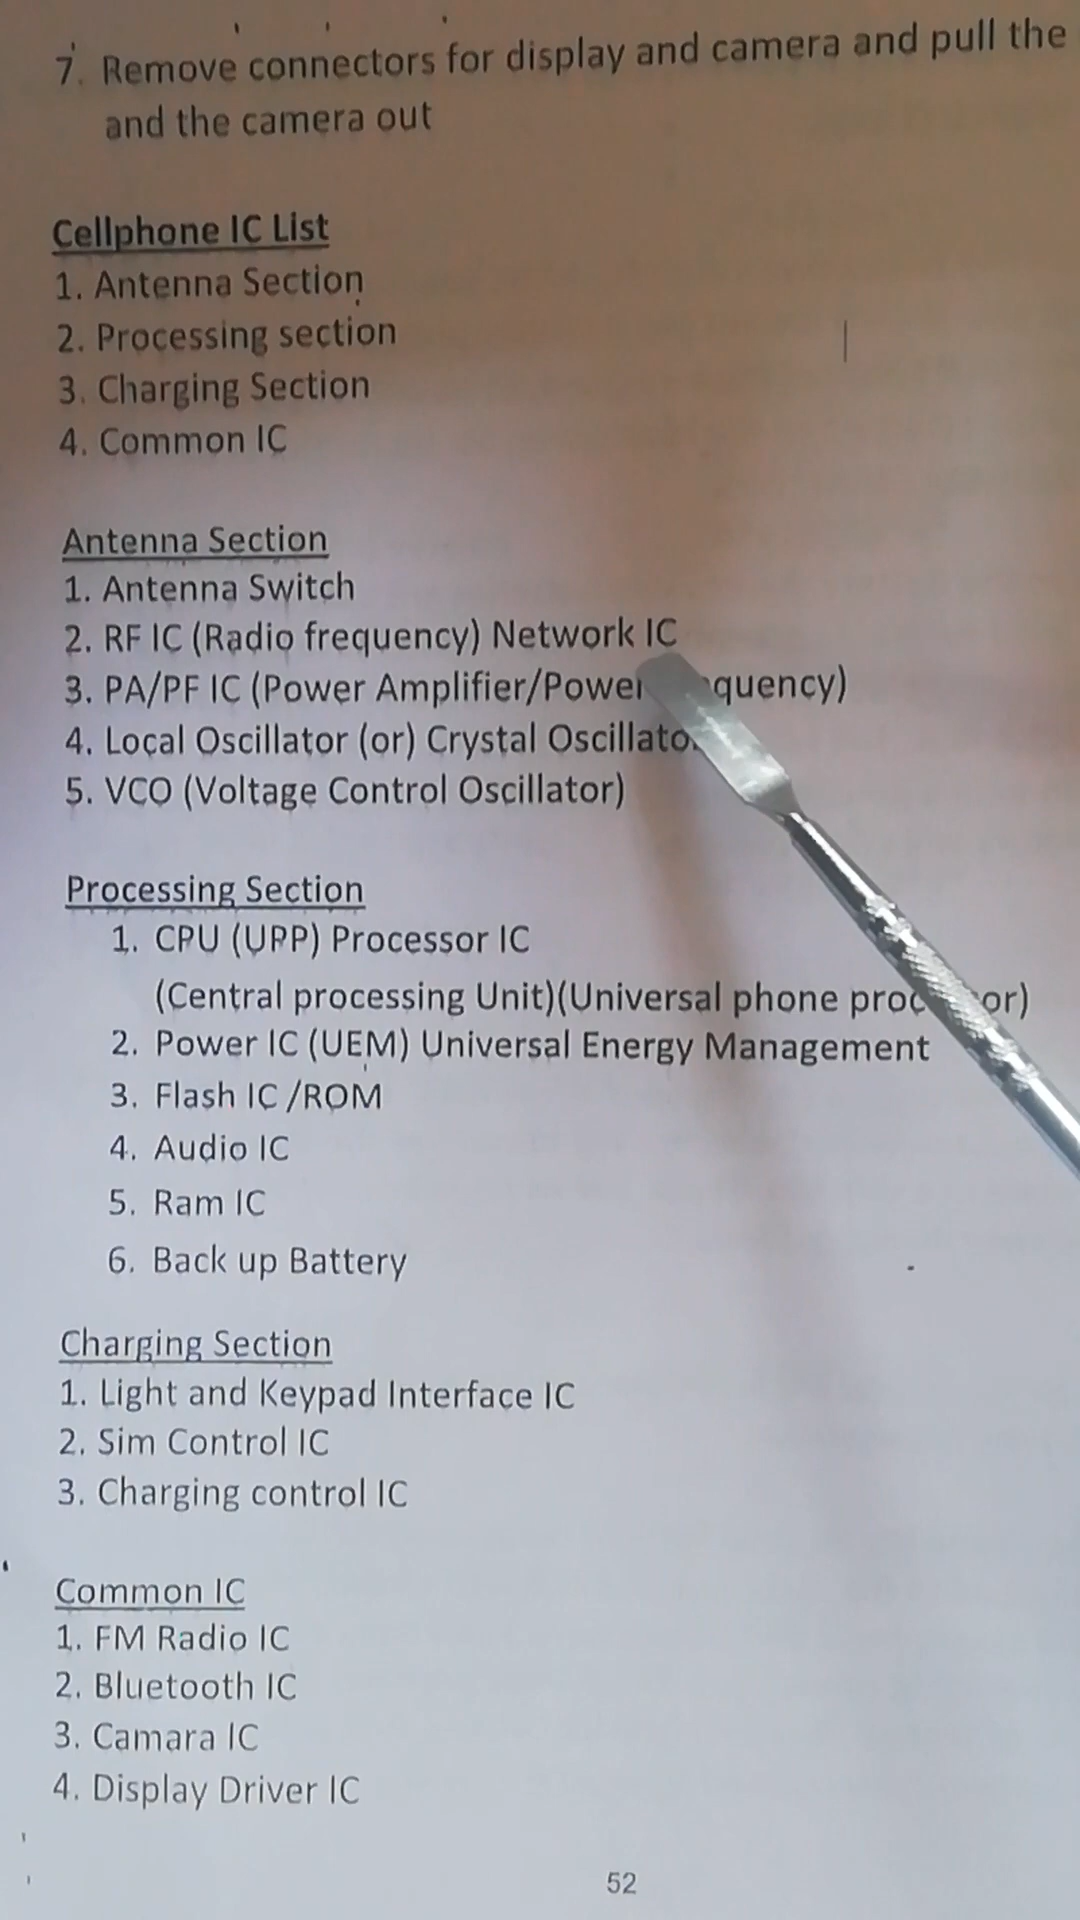 7. Remove connectors for display and camera and pull the
and the camera out
Cellphone IC List
1. Antenna Section
2. Processing section
3. Charging Section
4. Common IC
Antenna Section
1. Antenna Switch
2. RF IC (Radio frequency) Network IC
3. PA/PF IC (Power Amplifier/Power quency)
4. Local Oscillator (or) Crystal Oscillato
5. VCO (Voltage Control Oscillator)
Processing Section
1. CPU (UPP) Processor IC
(Central processing Unit)(Universal phone proc or)
2. Power IC (UEM) Universal Energy Management
3. Flash IC /ROM
4. Audio IC
5. Ram IC
6. Back up Battery
Charging Section
1. Light and Keypad Interface IC
2. Sim Control IC
3. Charging control IC
Common IC
1. FM Radio IC
2. Bluetooth IC
3. Camara IC
4. Display Driver IC
52